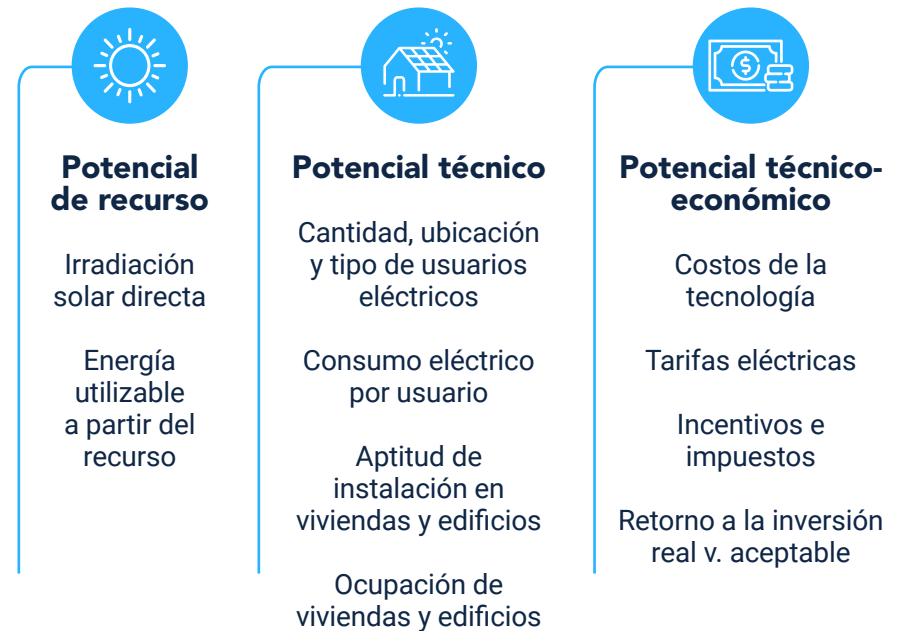 Potencial
de recurso
Irradiación
solar directa
Energía
utilizable
a partir del
recurso
Potencial técnico
Cantidad, ubicación
y tipo de usuarios
eléctricos
Consumo eléctrico
por usuario
Aptitud de
instalación en
viviendas y edificios
Ocupación de
viviendas y edificios
$
Potencial técnico-
económico
Costos de la
tecnología
Tarifas eléctricas
Incentivos e
impuestos
Retorno a la inversión
real v. aceptable